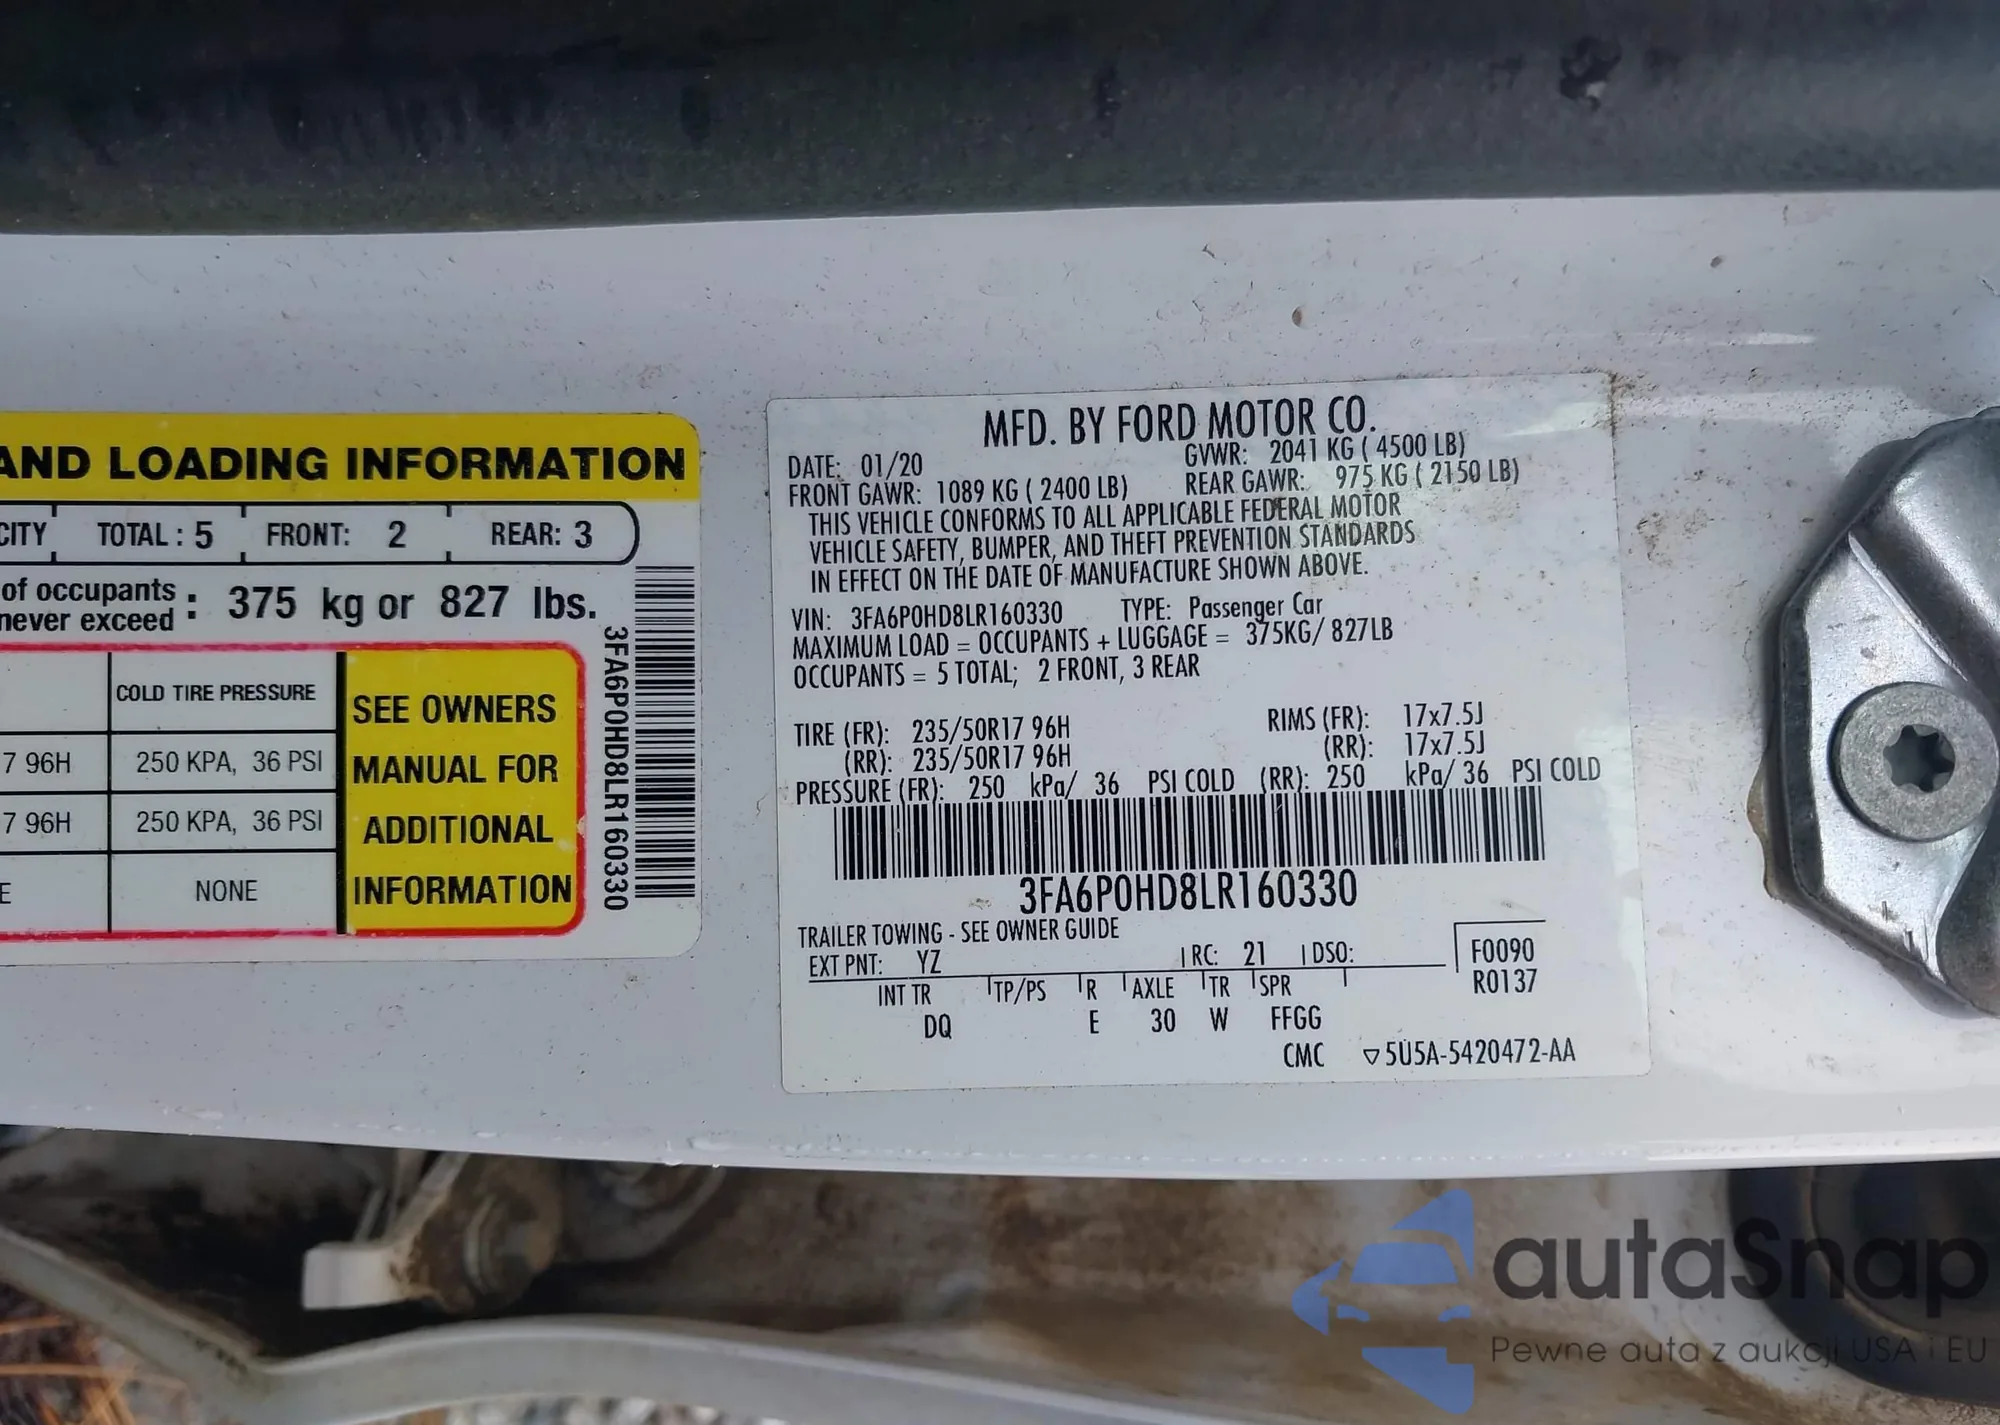 AND LOADING INFORMATION
CITY TOTAL : 5 FRONT: 2 REAR: 3
of occupants
never exceed : 375 kg or 827 lbs.
COLD TIRE PRESSURE
7 96H 250 KPA, 36 PSI
7 96H 250 KPA, 36 PSI
E NONE
SEE OWNERS
MANUAL FOR
ADDITIONAL
INFORMATION
3FA6P0HD8LR160330
MFD. BY FORD MOTOR CO.
DATE: 01/20 GVWR: 2041 KG ( 4500 LB)
FRONT GAWR: 1089 KG ( 2400 LB) REAR GAWR: 975 KG ( 2150 LB)
THIS VEHICLE CONFORMS TO ALL APPLICABLE FEDERAL MOTOR
VEHICLE SAFETY, BUMPER, AND THEFT PREVENTION STANDARDS
IN EFFECT ON THE DATE OF MANUFACTURE SHOWN ABOVE.
VIN: 3FA6P0HD8LR160330 TYPE: Passenger Car
MAXIMUM LOAD = OCCUPANTS + LUGGAGE = 375KG/ 827LB
OCCUPANTS = 5 TOTAL; 2 FRONT, 3 REAR
TIRE (FR): 235/50R17 96H RIMS (FR): 17x7.5J
(RR): 235/50R17 96H (RR): 17x7.5J
PRESSURE (FR): 250 kPa/ 36 PSI COLD (RR): 250 kPa/ 36 PSI COLD
3FA6P0HD8LR160330
TRAILER TOWING - SEE OWNER GUIDE
EXT PNT: YZ RC: 21 DSO: F0090
R0137
INT TR TP/PS R AXLE TR SPR
DQ E 30 W FFGG
CMC ▽5U5A-5420472-AA
autaSnap
Pewne auta z aukcji USA i EU